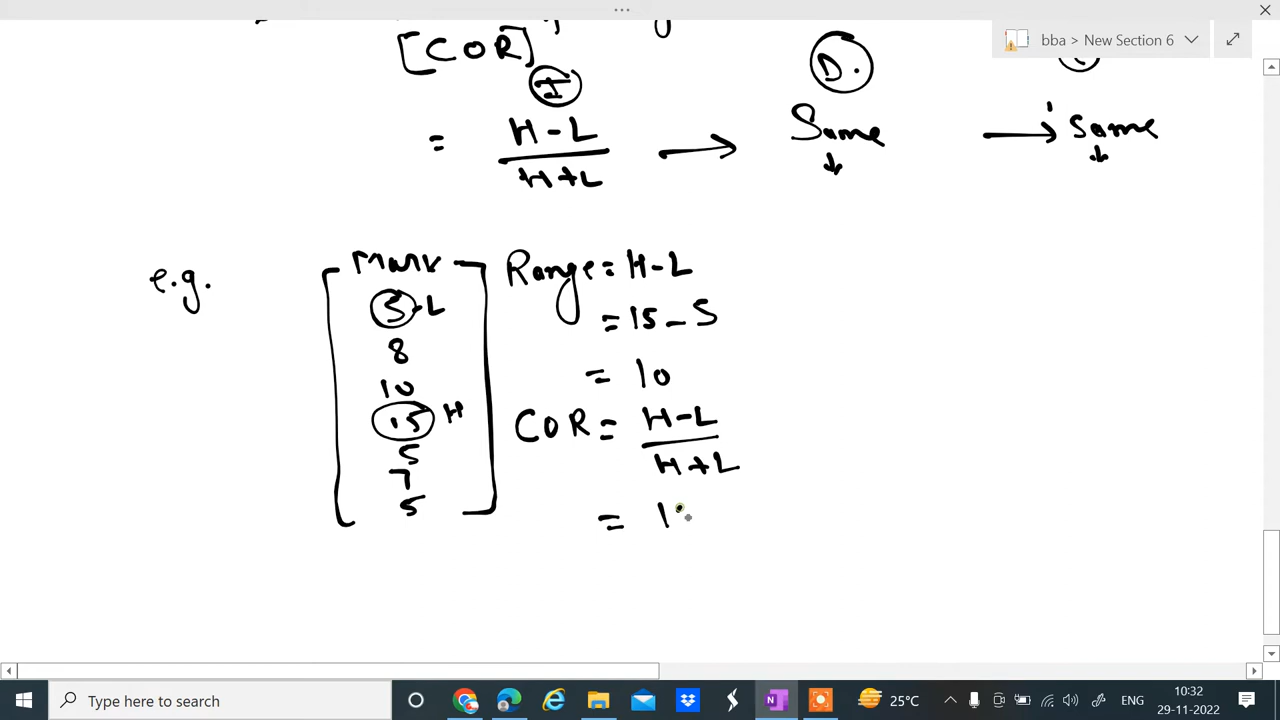 [COR]
bba > New Section 6
I
D.
= H-L / H+L → Same → Same
e.g.
Mark
5 -L
8
10
15 H
5
7
5
Range = H-L
= 15 - 5
= 10
COR = H-L / H+L
= 1
Type here to search
25°C
ENG
10:32
29-11-2022